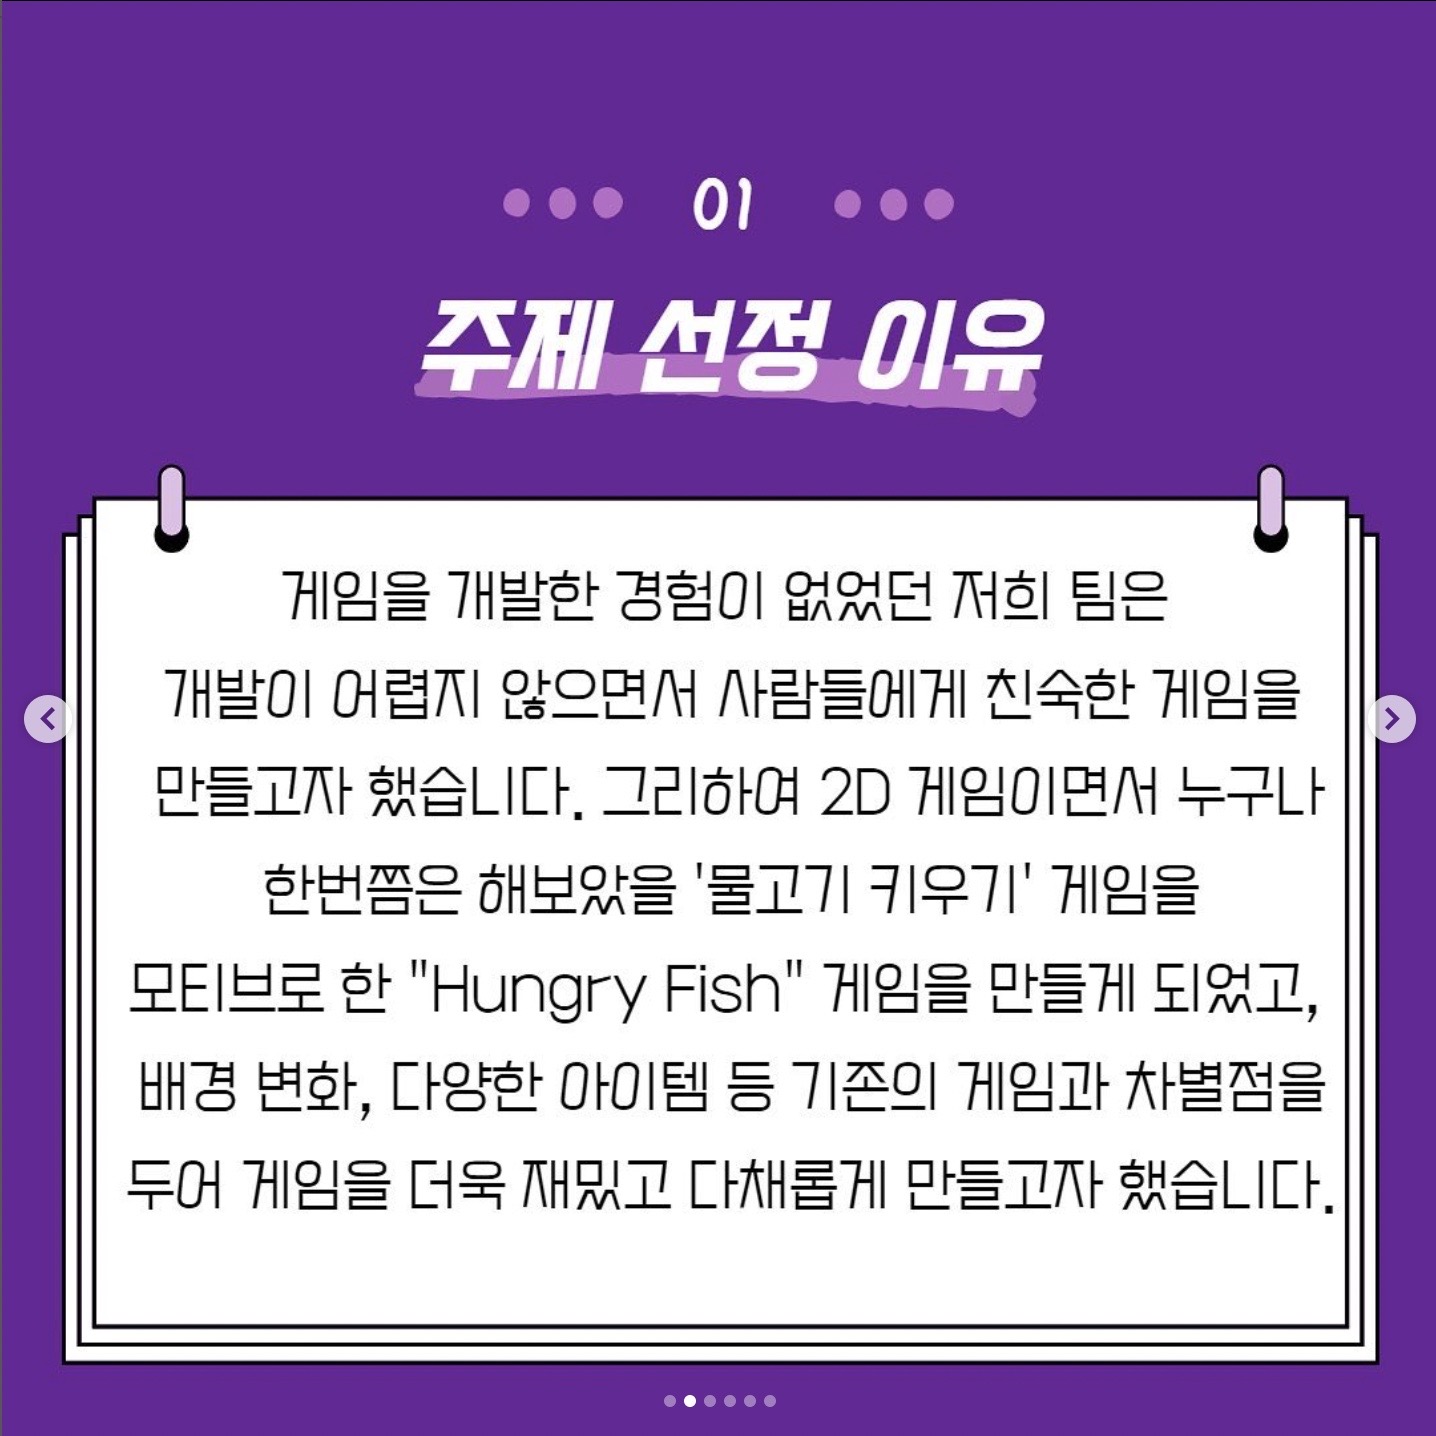 01
주제 선정 이유
게임을 개발한 경험이 없었던 저희 팀은
개발이 어렵지 않으면서 사람들에게 친숙한 게임을
만들고자 했습니다. 그리하여 2D 게임이면서 누구나
한번쯤은 해보았을 '물고기 키우기' 게임을
모티브로 한 "Hungry Fish" 게임을 만들게 되었고,
배경 변화, 다양한 아이템 등 기존의 게임과 차별점을
두어 게임을 더욱 재밌고 다채롭게 만들고자 했습니다.